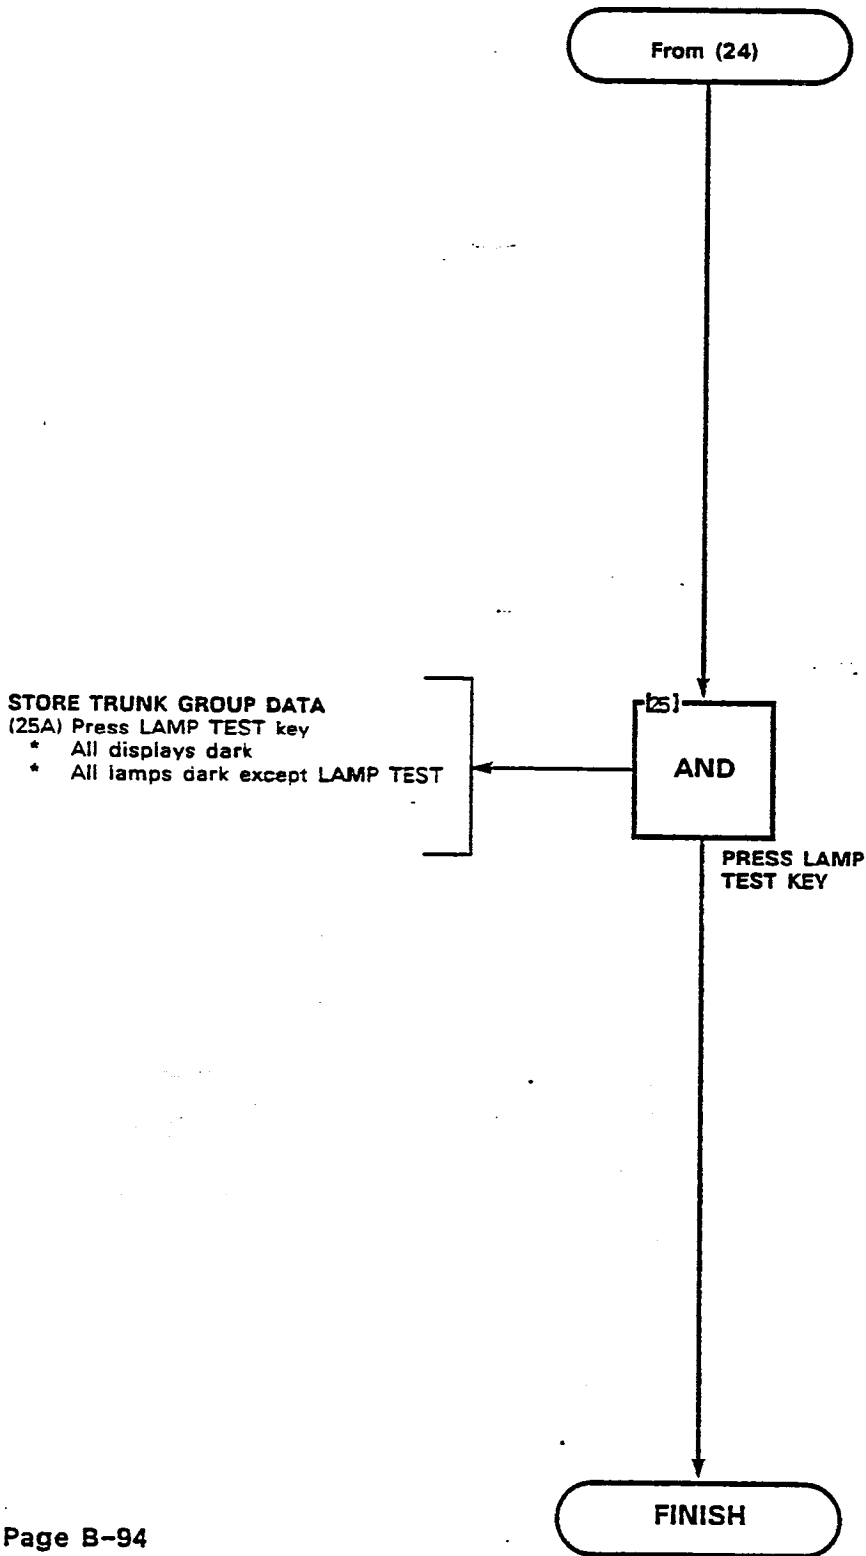 From (24)
STORE TRUNK GROUP DATA
(25A) Press LAMP TEST key
* All displays dark
* All lamps dark except LAMP TEST
[25]
AND
PRESS LAMP
TEST KEY
FINISH
Page B-94